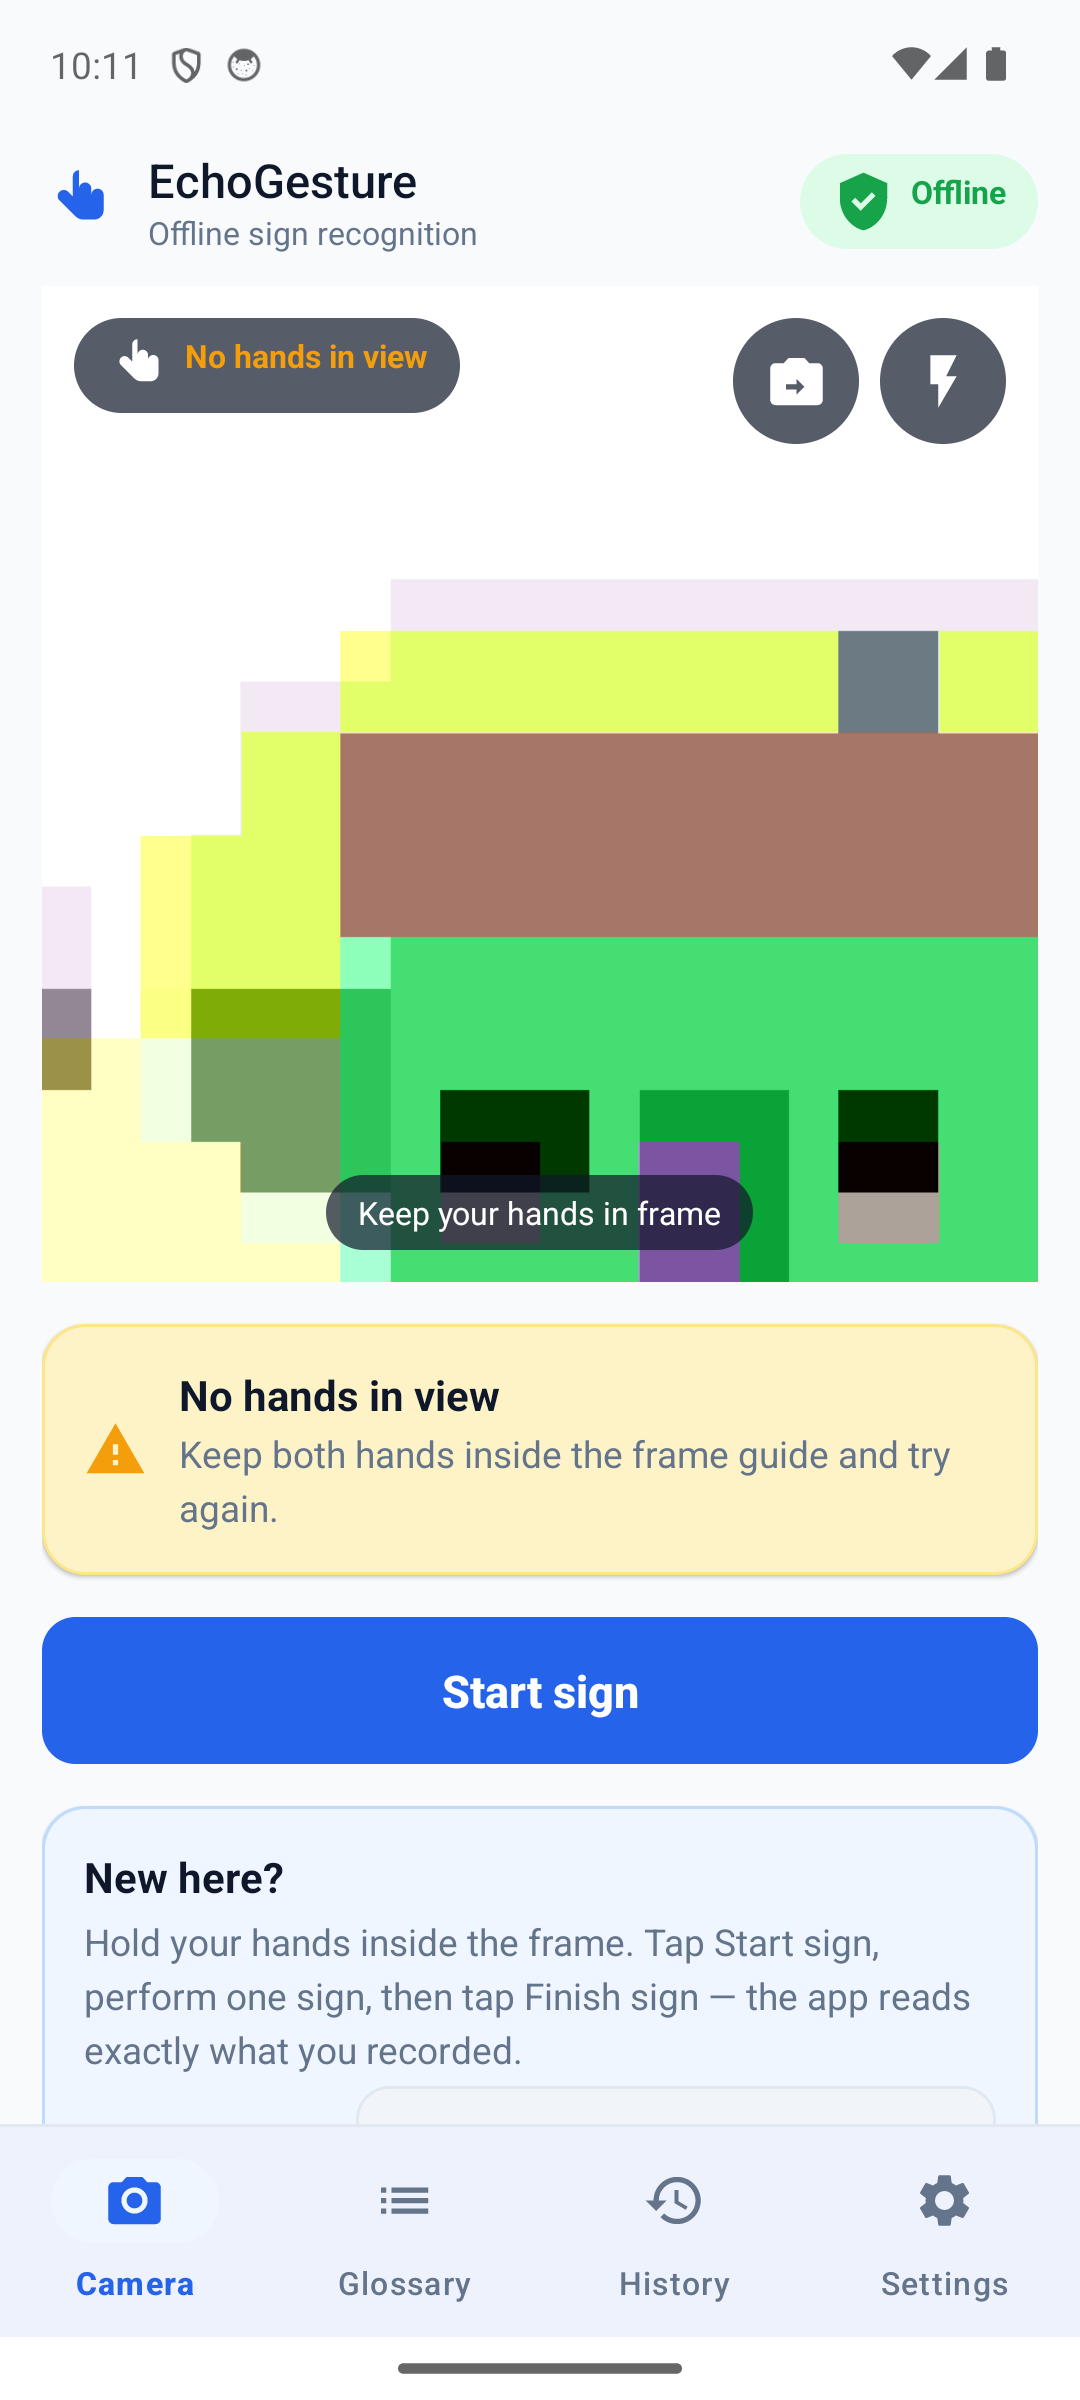 10:11
EchoGesture
Offline sign recognition
Offline
No hands in view
Keep your hands in frame
No hands in view
Keep both hands inside the frame guide and try
again.
Start sign
New here?
Hold your hands inside the frame. Tap Start sign,
perform one sign, then tap Finish sign — the app reads
exactly what you recorded.
Camera
Glossary
History
Settings